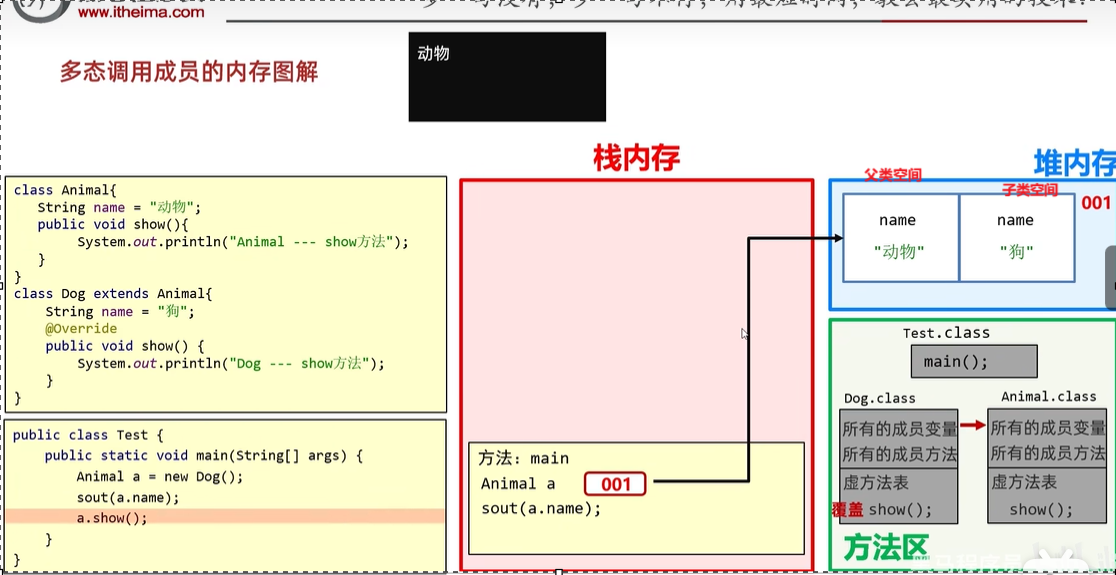 www.itheima.com
多态调用成员的内存图解
动物
栈内存
堆内存
父类空间
子类空间
001
name
name
"动物"
"狗"
class Animal{
String name = "动物";
public void show(){
System.out.println("Animal --- show方法");
}
}
class Dog extends Animal{
String name = "狗";
@Override
public void show() {
System.out.println("Dog --- show方法");
}
}
public class Test {
public static void main(String[] args) {
Animal a = new Dog();
sout(a.name);
a.show();
}
}
方法：main
Animal a
001
sout(a.name);
Test.class
main();
Dog.class
Animal.class
所有的成员变量
所有的成员方法
虚方法表
覆盖 show();
所有的成员变量
所有的成员方法
虚方法表
show();
方法区